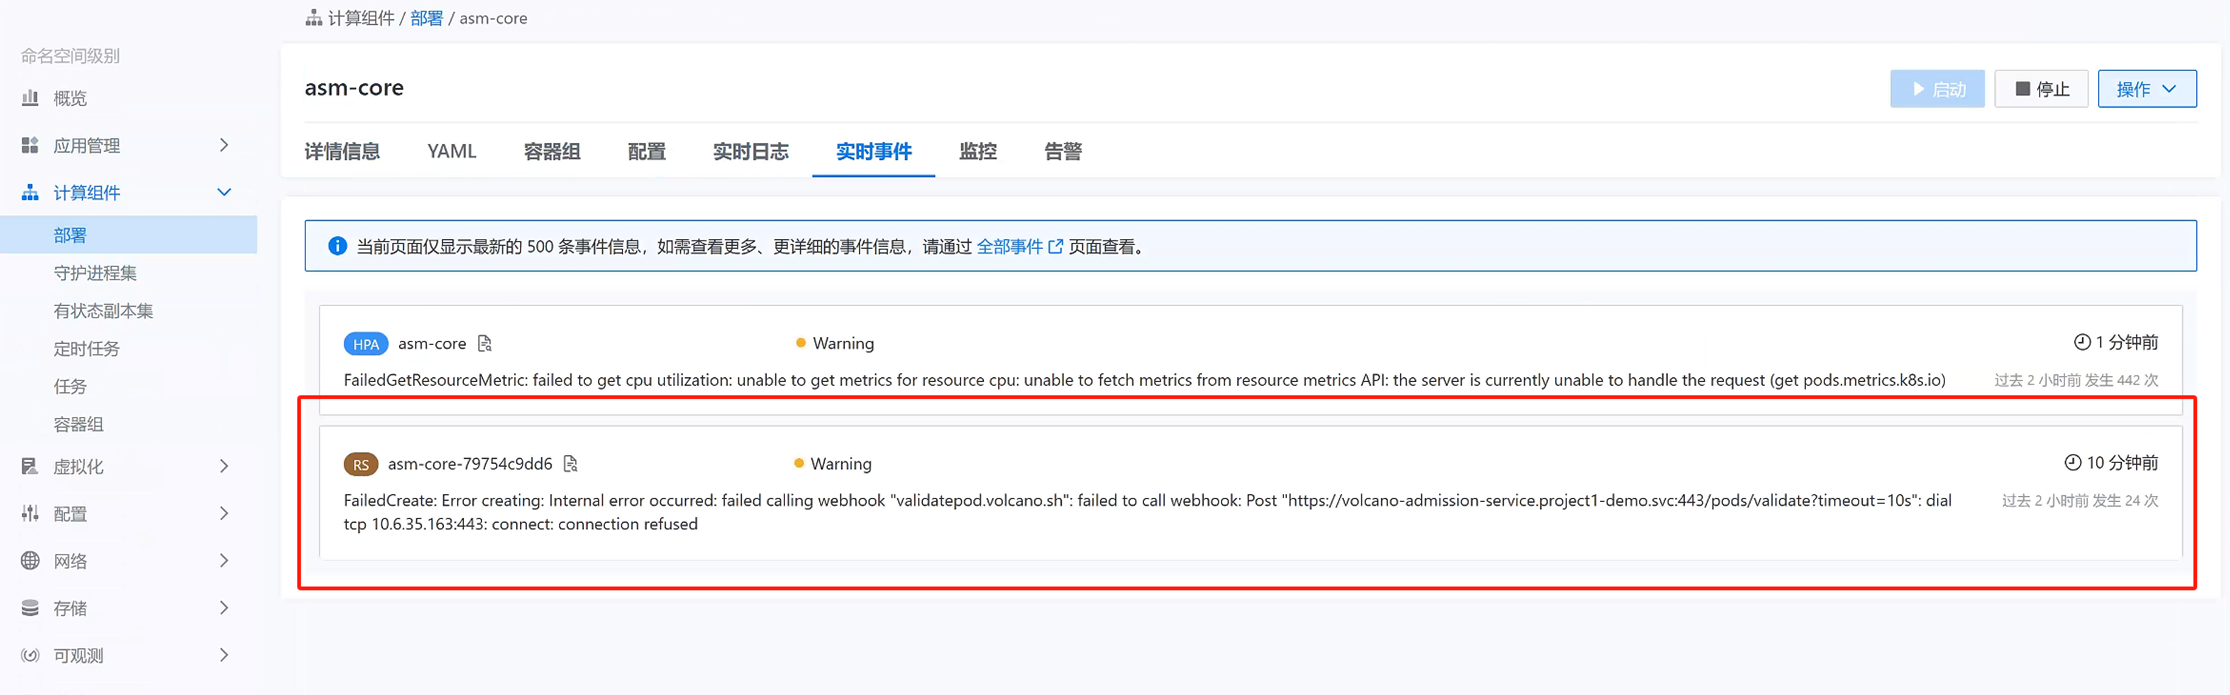 计算组件 / 部署 / asm-core
命名空间级别
概览
应用管理
计算组件
部署
守护进程集
有状态副本集
定时任务
任务
容器组
虚拟化
配置
网络
存储
可观测
asm-core
启动
停止
操作
详情信息 YAML 容器组 配置 实时日志 实时事件 监控 告警
当前页面仅显示最新的 500 条事件信息，如需查看更多、更详细的事件信息，请通过 全部事件 页面查看。
HPA asm-core Warning 1 分钟前
FailedGetResourceMetric: failed to get cpu utilization: unable to get metrics for resource cpu: unable to fetch metrics from resource metrics API: the server is currently unable to handle the request (get pods.metrics.k8s.io) 过去 2 小时前 发生 442 次
RS asm-core-79754c9dd6 Warning 10 分钟前
FailedCreate: Error creating: Internal error occurred: failed calling webhook "validatepod.volcano.sh": failed to call webhook: Post "https://volcano-admission-service.project1-demo.svc:443/pods/validate?timeout=10s": dial 过去 2 小时前 发生 24 次
tcp 10.6.35.163:443: connect: connection refused